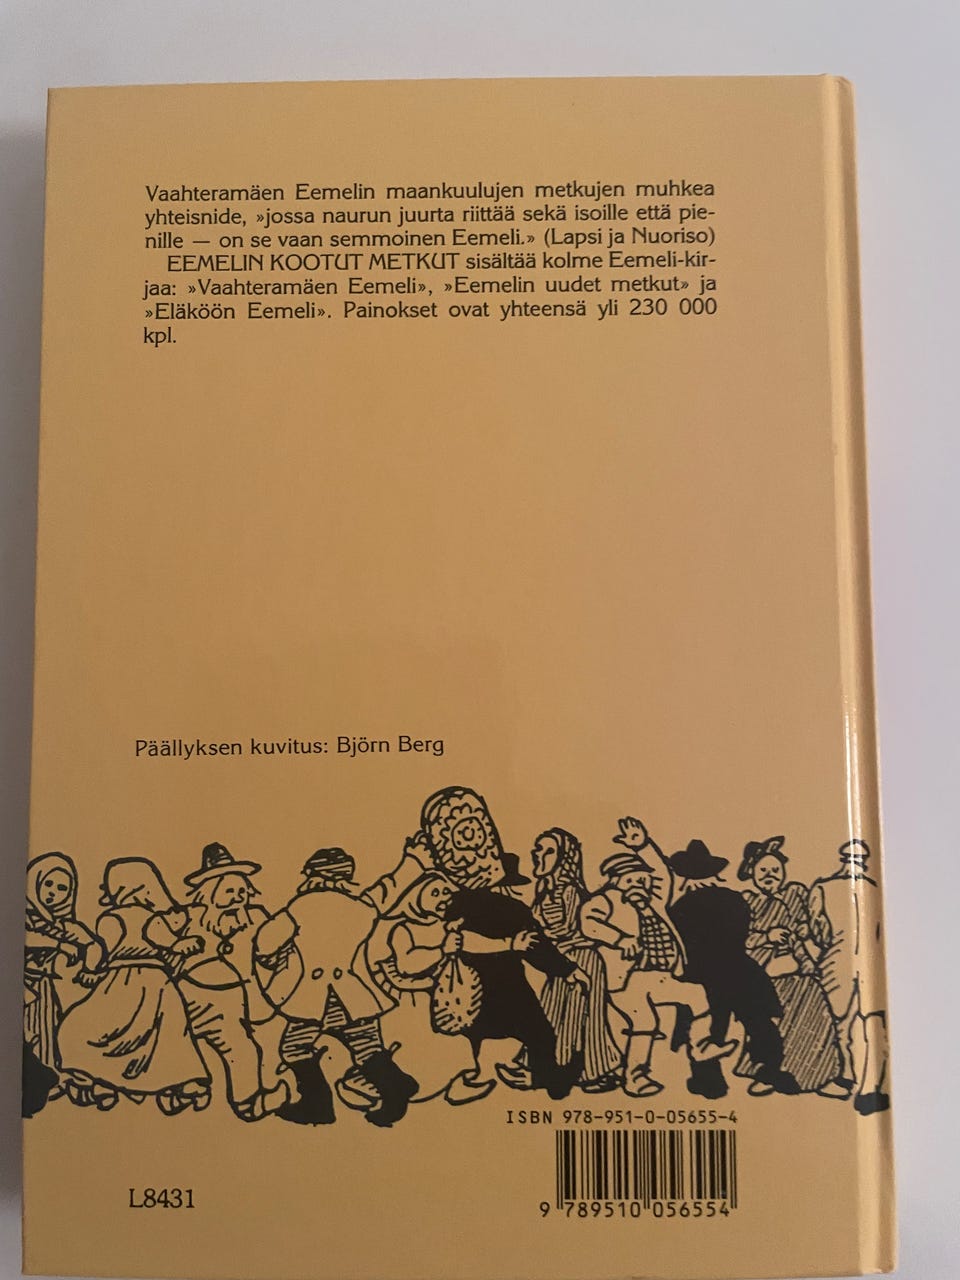 Vaahteramäen Eemelin maankuulujen metkujen muhkea
yhteisnide, »jossa naurun juurta riittää sekä isoille että pie-
nille — on se vaan semmoinen Eemeli.» (Lapsi ja Nuoriso)
EEMELIN KOOTUT METKUT sisältää kolme Eemeli-kir-
jaa: »Vaahteramäen Eemeli», »Eemelin uudet metkut» ja
»Eläköön Eemeli». Painokset ovat yhteensä yli 230 000
kpl.
Päällyksen kuvitus: Björn Berg
ISBN 978-951-0-05655-4
L8431
9 789510 056554